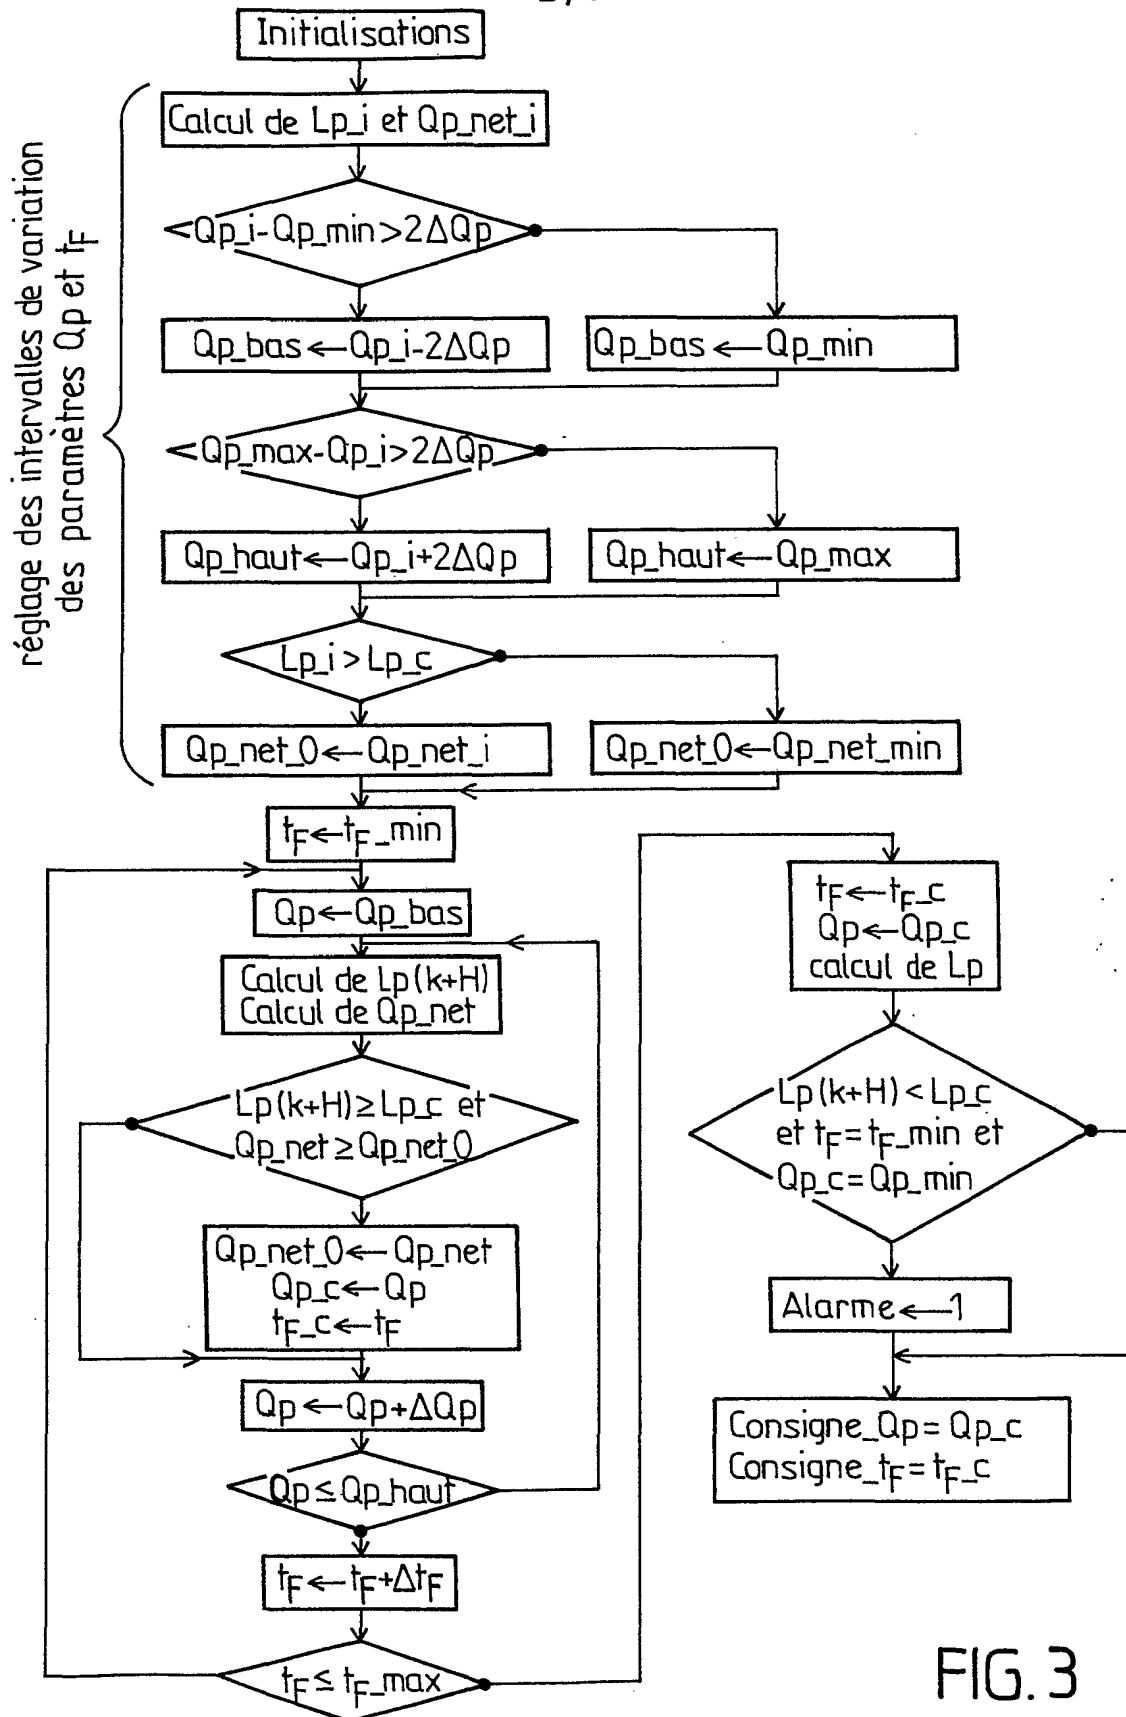 Initialisations
réglage des intervalles de variation
des paramètres Qp et tF
Calcul de Lp_i et Qp_net_i
<Qp_i-Qp_min>2ΔQp
Qp_bas←Qp_i-2ΔQp
Qp_bas←Qp_min
<Qp_max-Qp_i>2ΔQp
Qp_haut←Qp_i+2ΔQp
Qp_haut←Qp_max
Lp_i>Lp_c
Qp_net_0←Qp_net_i
Qp_net_0←Qp_net_min
tF←tF_min
Qp←Qp_bas
Calcul de Lp(k+H)
Calcul de Qp_net
Lp(k+H)≥Lp_c et
Qp_net≥Qp_net_0
Qp_net_0←Qp_net
Qp_c←Qp
tF_c←tF
Qp←Qp+ΔQp
Qp≤Qp_haut
tF←tF+ΔtF
tF≤tF_max
tF←tF_c
Qp←Qp_c
calcul de Lp
Lp(k+H)<Lp_c
et tF=tF_min et
Qp_c=Qp_min
Alarme←1
Consigne_Qp=Qp_c
Consigne_tF=tF_c
FIG.3